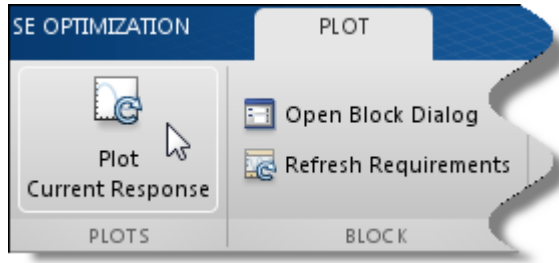 SE OPTIMIZATION
PLOT
Plot
Current Response
Open Block Dialog
Refresh Requirements
PLOTS
BLOCK